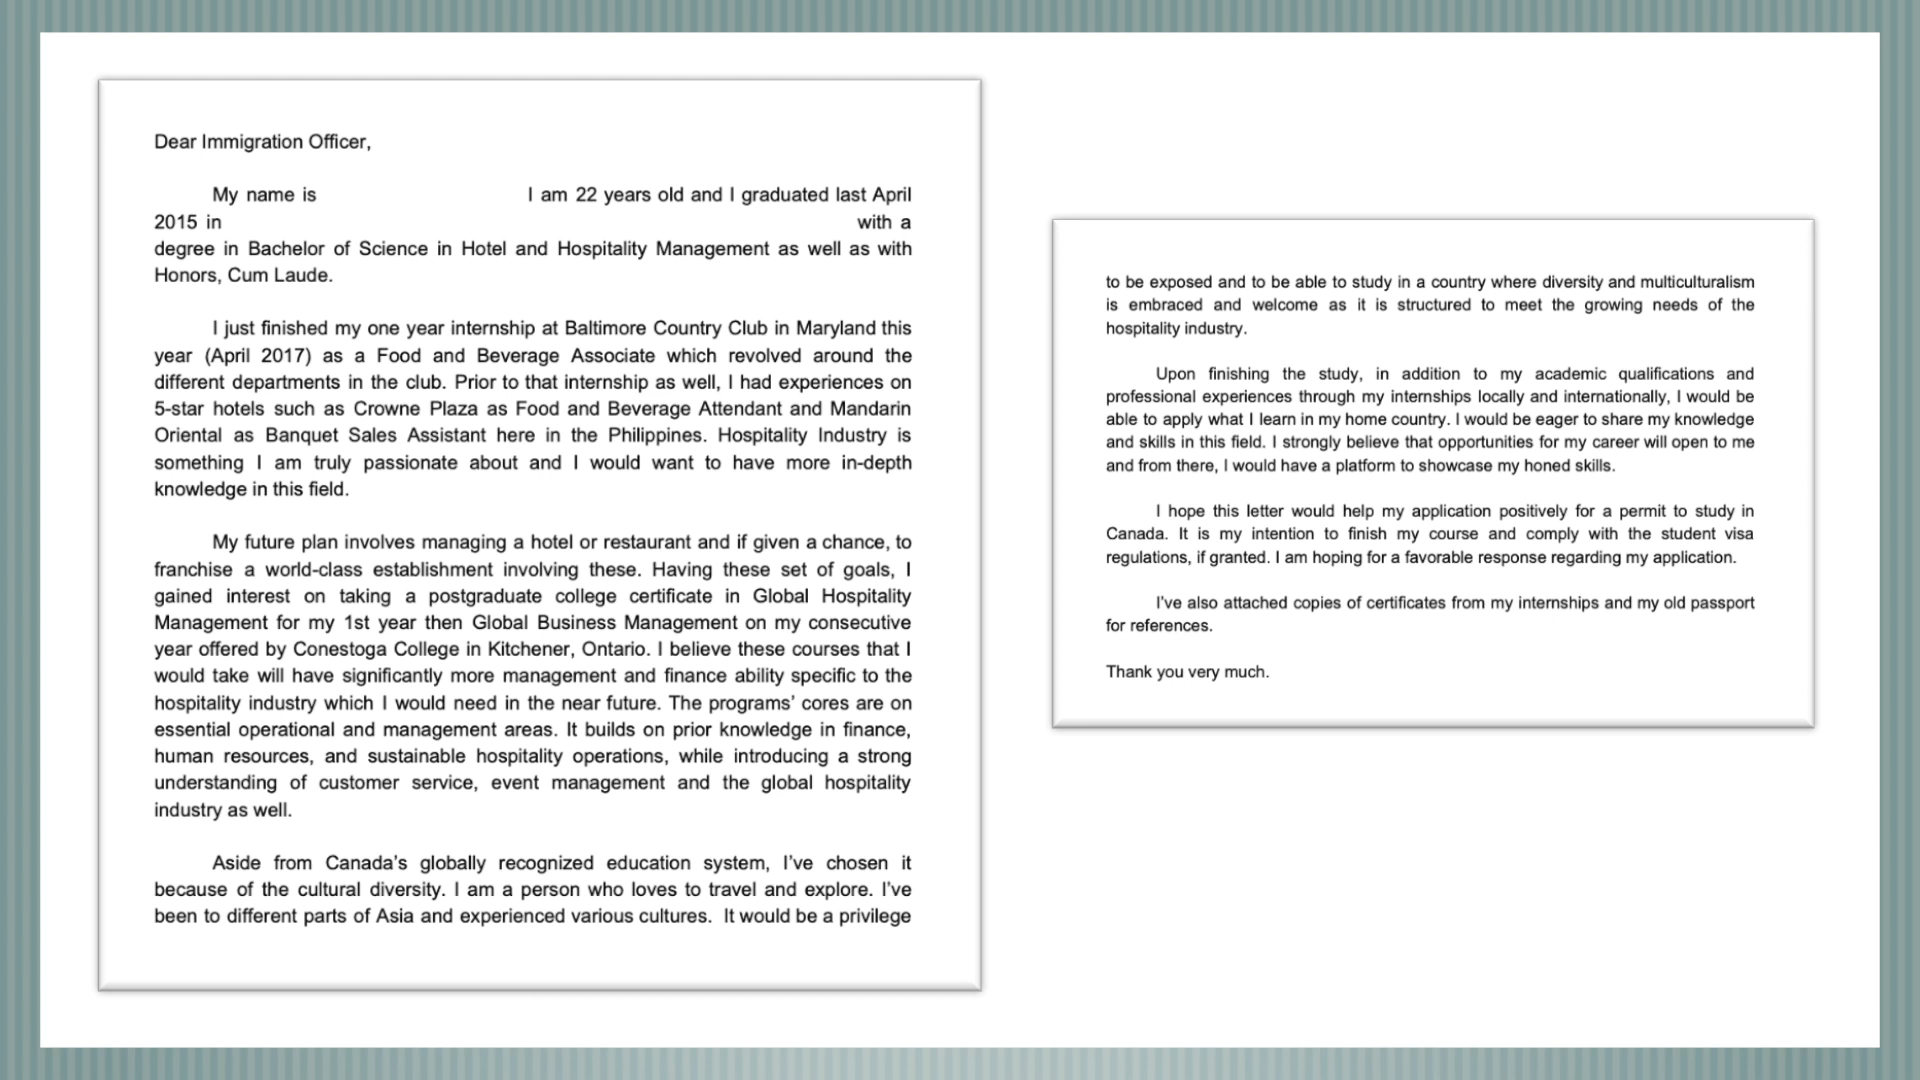 Dear Immigration Officer,
My name is I am 22 years old and I graduated last April
2015 in with a
degree in Bachelor of Science in Hotel and Hospitality Management as well as with
Honors, Cum Laude.
I just finished my one year internship at Baltimore Country Club in Maryland this
year (April 2017) as a Food and Beverage Associate which revolved around the
different departments in the club. Prior to that internship as well, I had experiences on
5-star hotels such as Crowne Plaza as Food and Beverage Attendant and Mandarin
Oriental as Banquet Sales Assistant here in the Philippines. Hospitality Industry is
something I am truly passionate about and I would want to have more in-depth
knowledge in this field.
My future plan involves managing a hotel or restaurant and if given a chance, to
franchise a world-class establishment involving these. Having these set of goals, I
gained interest on taking a postgraduate college certificate in Global Hospitality
Management for my 1st year then Global Business Management on my consecutive
year offered by Conestoga College in Kitchener, Ontario. I believe these courses that I
would take will have significantly more management and finance ability specific to the
hospitality industry which I would need in the near future. The programs’ cores are on
essential operational and management areas. It builds on prior knowledge in finance,
human resources, and sustainable hospitality operations, while introducing a strong
understanding of customer service, event management and the global hospitality
industry as well.
Aside from Canada’s globally recognized education system, I’ve chosen it
because of the cultural diversity. I am a person who loves to travel and explore. I’ve
been to different parts of Asia and experienced various cultures. It would be a privilege
to be exposed and to be able to study in a country where diversity and multiculturalism
is embraced and welcome as it is structured to meet the growing needs of the
hospitality industry.
Upon finishing the study, in addition to my academic qualifications and
professional experiences through my internships locally and internationally, I would be
able to apply what I learn in my home country. I would be eager to share my knowledge
and skills in this field. I strongly believe that opportunities for my career will open to me
and from there, I would have a platform to showcase my honed skills.
I hope this letter would help my application positively for a permit to study in
Canada. It is my intention to finish my course and comply with the student visa
regulations, if granted. I am hoping for a favorable response regarding my application.
I’ve also attached copies of certificates from my internships and my old passport
for references.
Thank you very much.